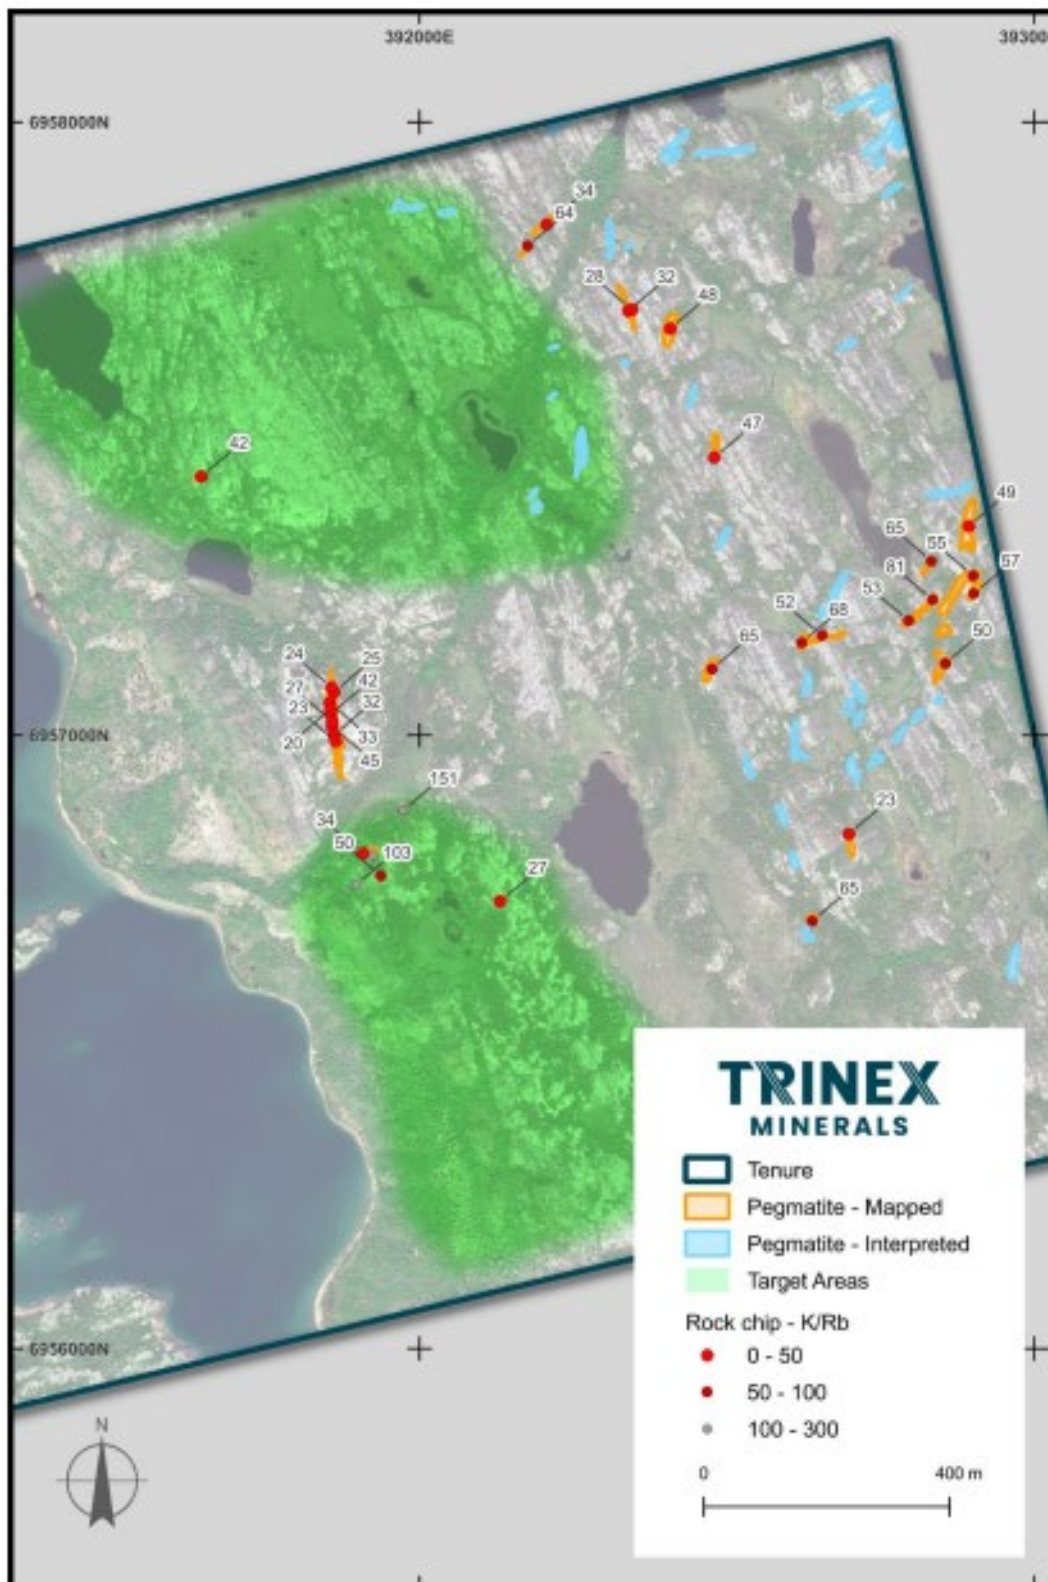 392000E
393000
6958000N
34
64
28
32
48
47
42
49
65
55
57
81
53
52
68
50
65
24
25
27
42
23
32
20
33
45
6957000N
151
34
50
103
27
23
65
TRINEX
MINERALS
Tenure
Pegmatite - Mapped
Pegmatite - Interpreted
Target Areas
Rock chip - K/Rb
0 - 50
50 - 100
100 - 300
0 400 m
6956000N
N